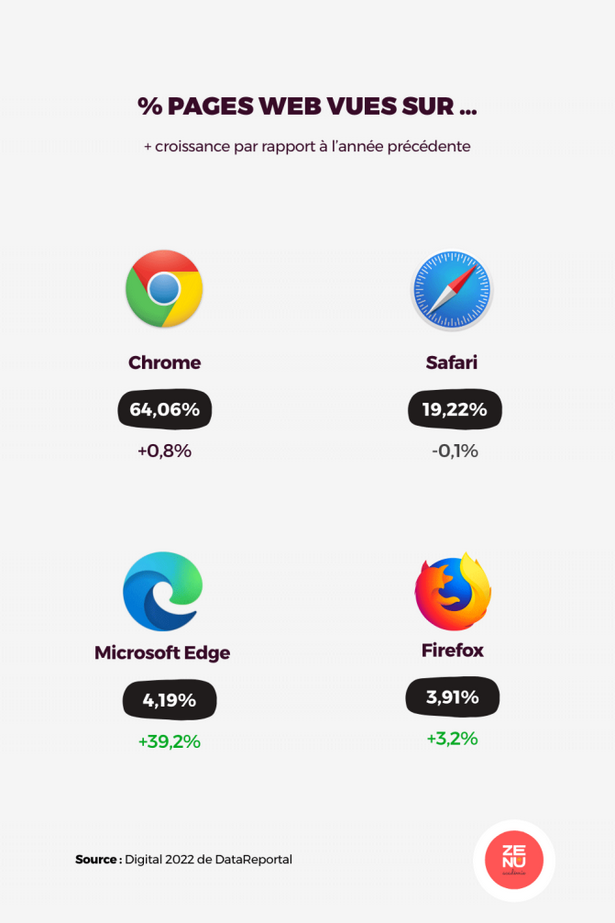 % PAGES WEB VUES SUR ...
+ croissance par rapport à l'année précédente
Chrome
64,06%
+0,8%
Safari
19,22%
-0,1%
Microsoft Edge
4,19%
+39,2%
Firefox
3,91%
+3,2%
Source : Digital 2022 de DataReportal
ZE
NU
academie